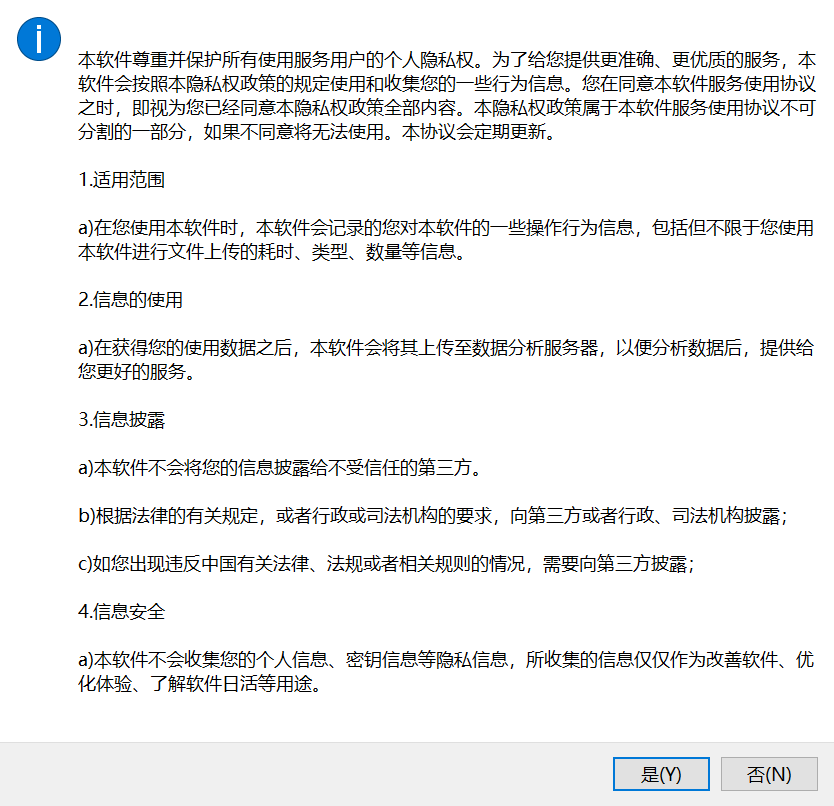 本软件尊重并保护所有使用服务用户的个人隐私权。为了给您提供更准确、更优质的服务，本
软件会按照本隐私权政策的规定使用和收集您的一些行为信息。您在同意本软件服务使用协议
之时，即视为您已经同意本隐私权政策全部内容。本隐私权政策属于本软件服务使用协议不可
分割的一部分，如果不同意将无法使用。本协议会定期更新。
1.适用范围
a)在您使用本软件时，本软件会记录的您对本软件的一些操作行为信息，包括但不限于您使用
本软件进行文件上传的耗时、类型、数量等信息。
2.信息的使用
a)在获得您的使用数据之后，本软件会将其上传至数据分析服务器，以便分析数据后，提供给
您更好的服务。
3.信息披露
a)本软件不会将您的信息披露给不受信任的第三方。
b)根据法律的有关规定，或者行政或司法机构的要求，向第三方或者行政、司法机构披露；
c)如您出现违反中国有关法律、法规或者相关规则的情况，需要向第三方披露；
4.信息安全
a)本软件不会收集您的个人信息、密钥信息等隐私信息，所收集的信息仅仅作为改善软件、优
化体验、了解软件日活等用途。
是(Y) 否(N)